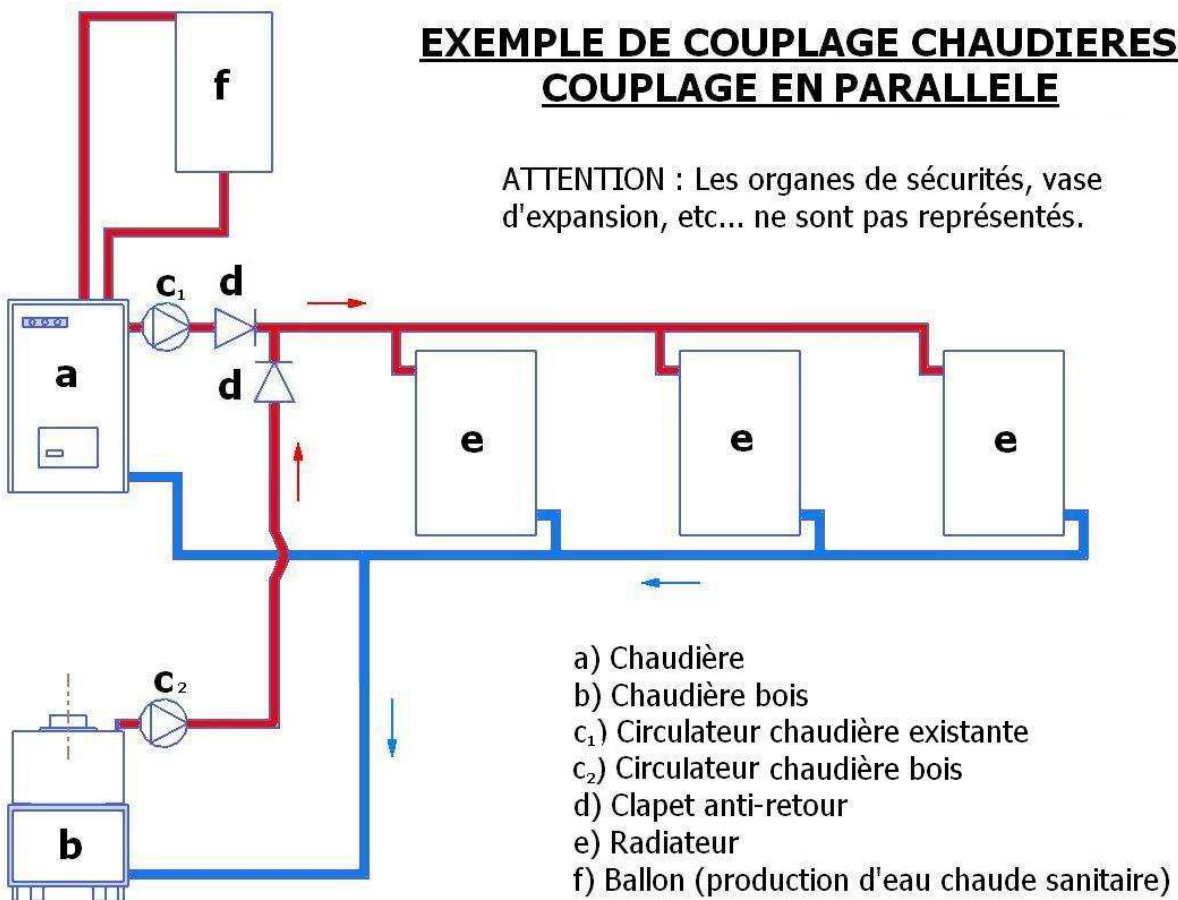 EXEMPLE DE COUPLAGE CHAUDIERES
COUPLAGE EN PARALLELE
ATTENTION : Les organes de sécurités, vase
d'expansion, etc... ne sont pas représentés.
f
c₁
d
a
d
e
e
e
c₂
b
a) Chaudière
b) Chaudière bois
c₁) Circulateur chaudière existante
c₂) Circulateur chaudière bois
d) Clapet anti-retour
e) Radiateur
f) Ballon (production d'eau chaude sanitaire)